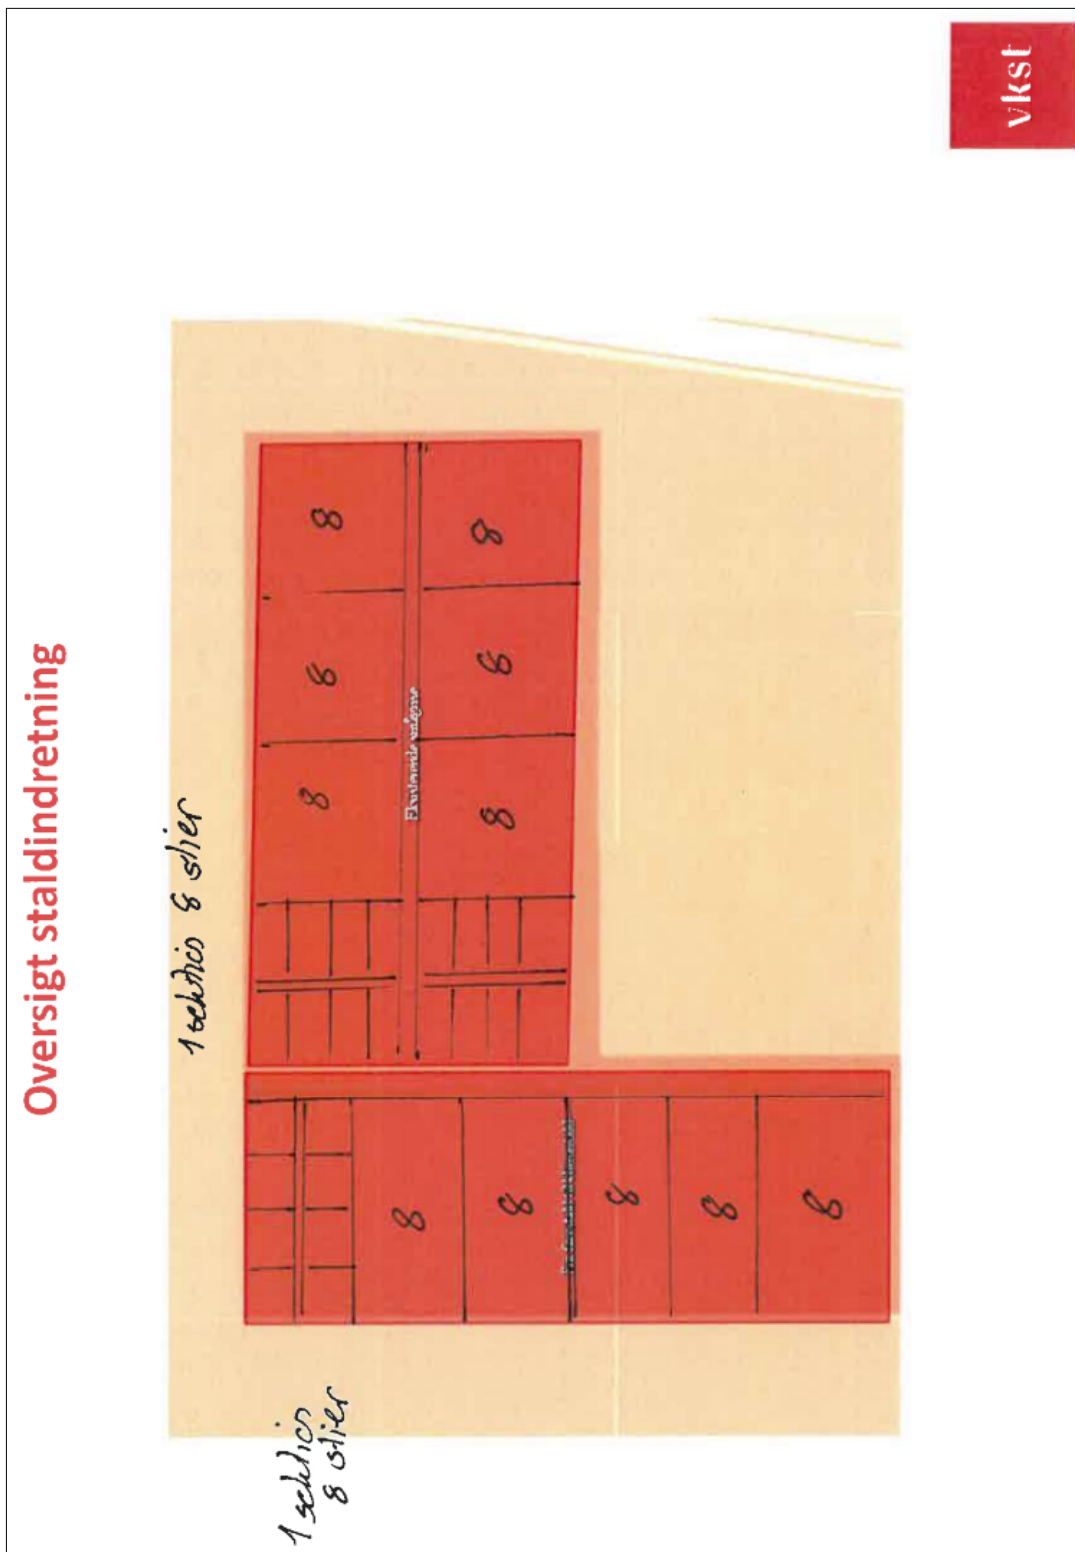 Oversigt staldindretning
1 sektion 8 stier
1 sektion
8 stier
8 8 8
8
Eksisterende
8 8 8
8
8
8
8
vkst